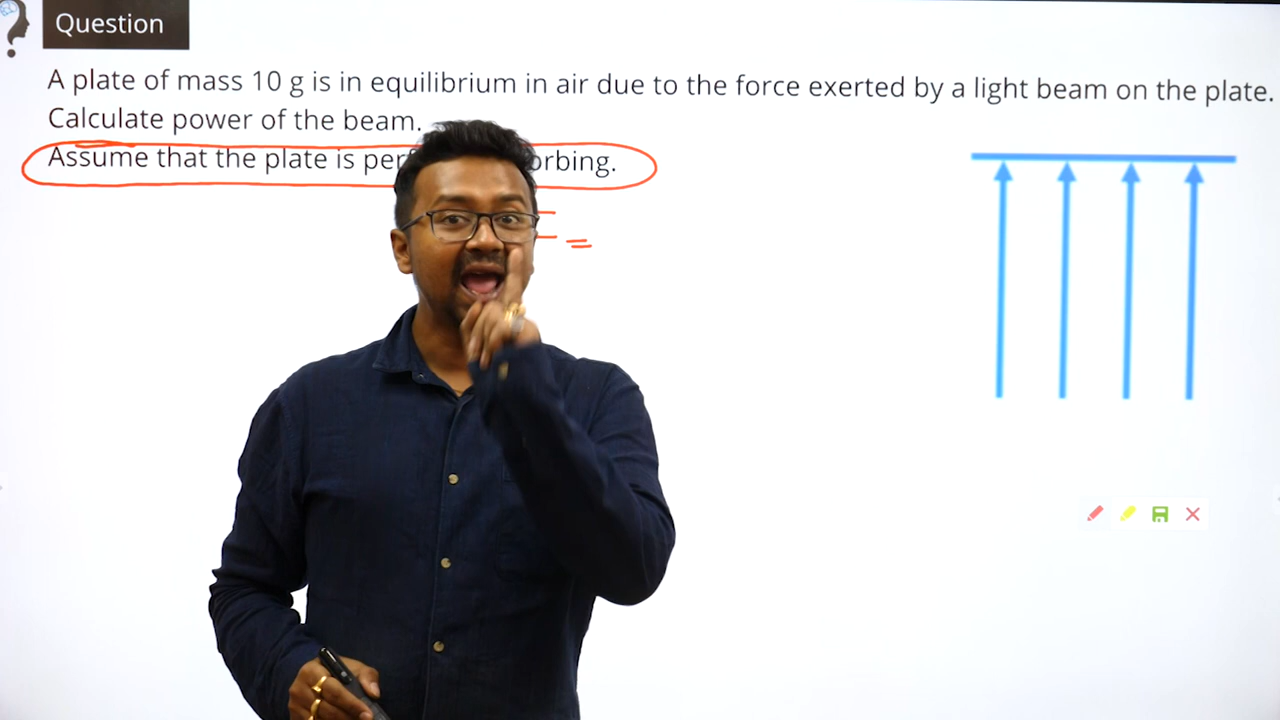 Question
A plate of mass 10 g is in equilibrium in air due to the force exerted by a light beam on the plate.
Calculate power of the beam.
Assume that the plate is per orbing.
=